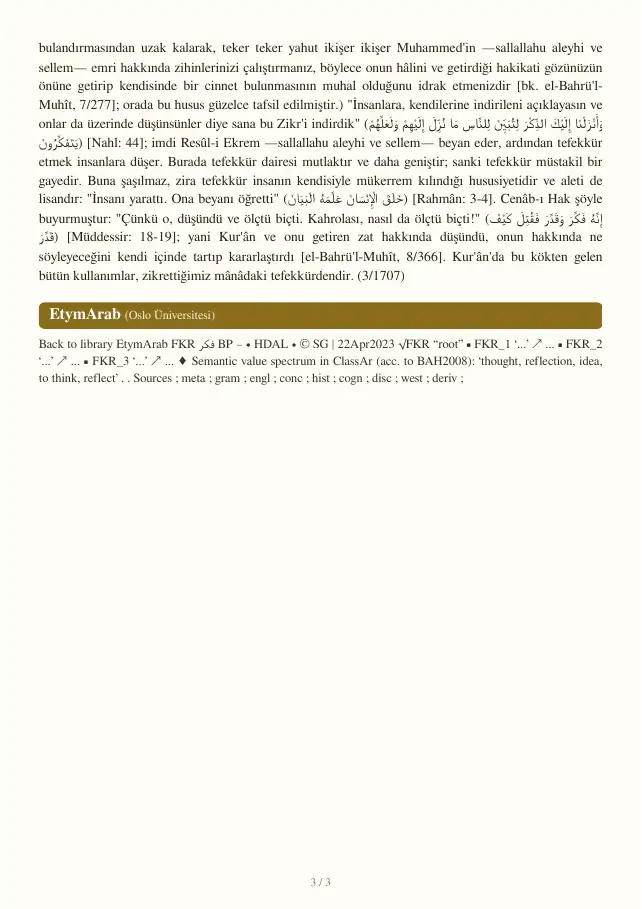 bulandırmasından uzak kalarak, teker teker yahut ikişer ikişer Muhammed'in —sallallahu aleyhi ve
sellem— emri hakkında zihinlerinizi çalıştırmanız, böylece onun hâlini ve getirdiği hakikati gözünüzün
önüne getirip kendisinde bir cinnet bulunmasının muhal olduğunu idrak etmenizdir [bk. el-Bahrü'l-
Muhît, 7/277]; orada bu husus güzelce tafsil edilmiştir.) "İnsanlara, kendilerine indirileni açıklayasın ve
onlar da üzerinde düşünsünler diye sana bu Zikr'i indirdik" (وَأَنزَلْنَا إِلَيْكَ الذِّكْرَ لِتُبَيِّنَ لِلنَّاسِ مَا نُزِّلَ إِلَيْهِمْ وَلَعَلَّهُمْ
يَتَفَكَّرُونَ) [Nahl: 44]; imdi Resûl-i Ekrem —sallallahu aleyhi ve sellem— beyan eder, ardından tefekkür
etmek insanlara düşer. Burada tefekkür dairesi mutlaktır ve daha geniştir; sanki tefekkür müstakil bir
gayedir. Buna şaşılmaz, zira tefekkür insanın kendisiyle mükerrem kılındığı hususiyetidir ve aleti de
lisandır: "İnsanı yarattı. Ona beyanı öğretti" (خَلَقَ الْإِنْسَانَ عَلَّمَهُ الْبَيَانَ) [Rahmân: 3-4]. Cenâb-ı Hak şöyle
buyurmuştur: "Çünkü o, düşündü ve ölçtü biçti. Kahrolası, nasıl da ölçtü biçti!" (إِنَّهُ فَكَّرَ وَقَدَّرَ فَقُتِلَ كَيْفَ
قَدَّرَ) [Müddessir: 18-19]; yani Kur'ân ve onu getiren zat hakkında düşündü, onun hakkında ne
söyleyeceğini kendi içinde tartıp kararlaştırdı [el-Bahrü'l-Muhît, 8/366]. Kur'ân'da bu kökten gelen
bütün kullanımlar, zikrettiğimiz mânâdaki tefekkürdendir. (3/1707)
EtymArab (Oslo Üniversitesi)
Back to library EtymArab FKR فكر BP – • HDAL • © SG | 22Apr2023 √FKR “root” ▪ FKR_1 ‘...’ ↗ ... ▪ FKR_2
‘...’ ↗ ... ▪ FKR_3 ‘...’ ↗ ... ♦ Semantic value spectrum in ClassAr (acc. to BAH2008): ‘thought, reflection, idea,
to think, reflect’ . . Sources ; meta ; gram ; engl ; conc ; hist ; cogn ; disc ; west ; deriv ;
3 / 3